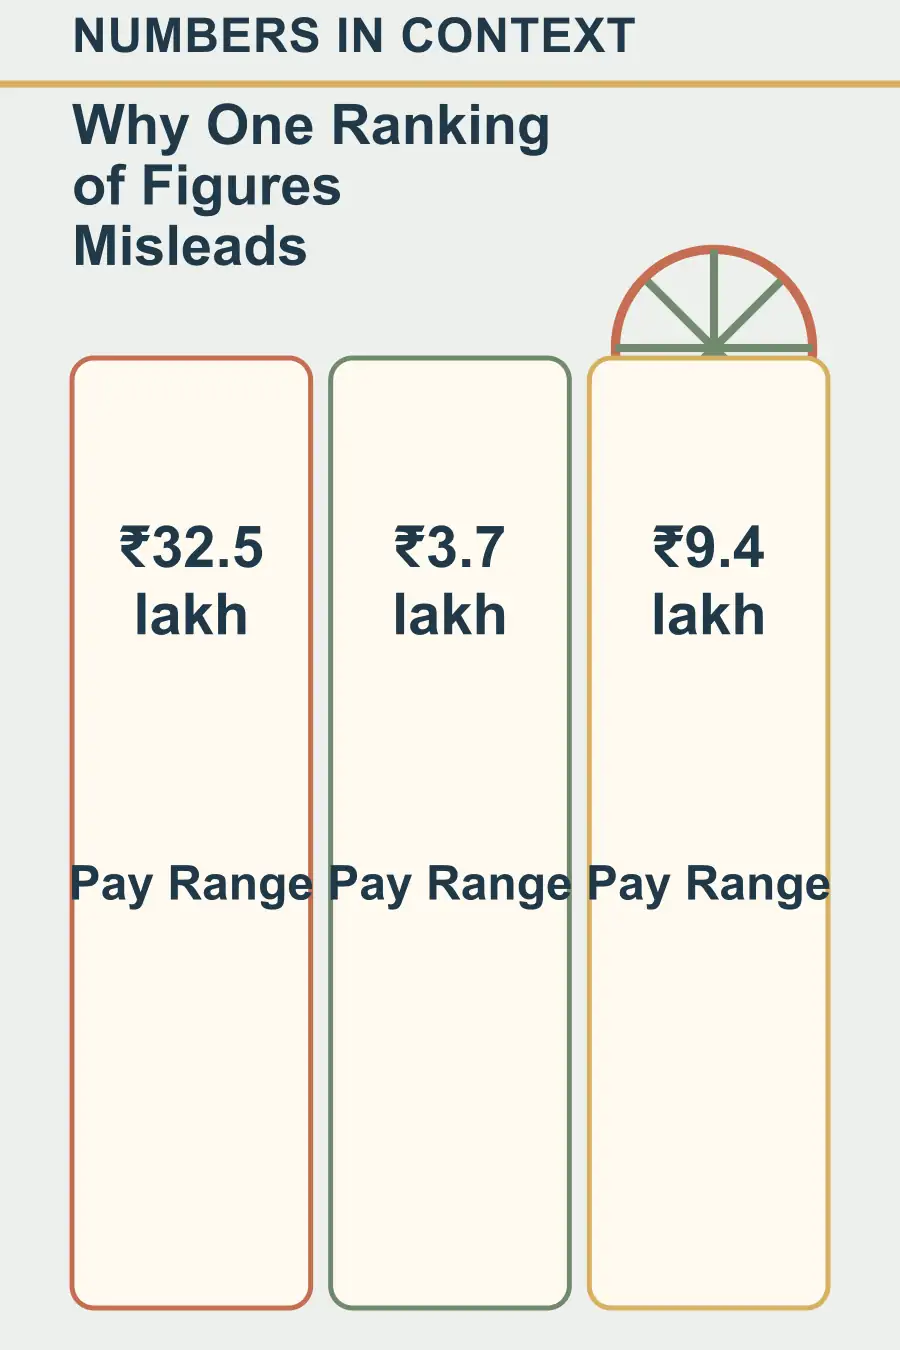 NUMBERS IN CONTEXT
Why One Ranking
of Figures
Misleads
₹32.5
lakh
Pay Range
₹3.7
lakh
Pay Range
₹9.4
lakh
Pay Range